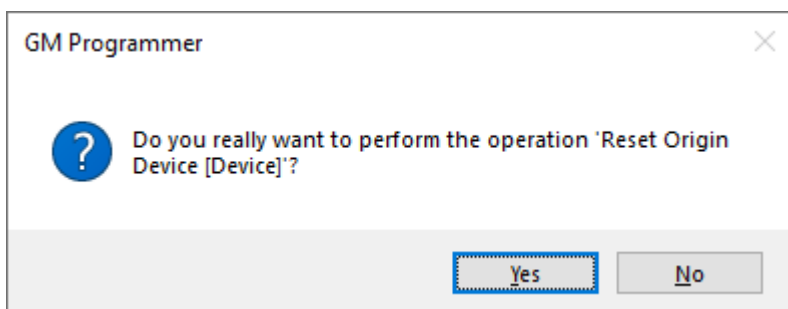 GM Programmer
Do you really want to perform the operation 'Reset Origin
Device [Device]'?
Yes
No